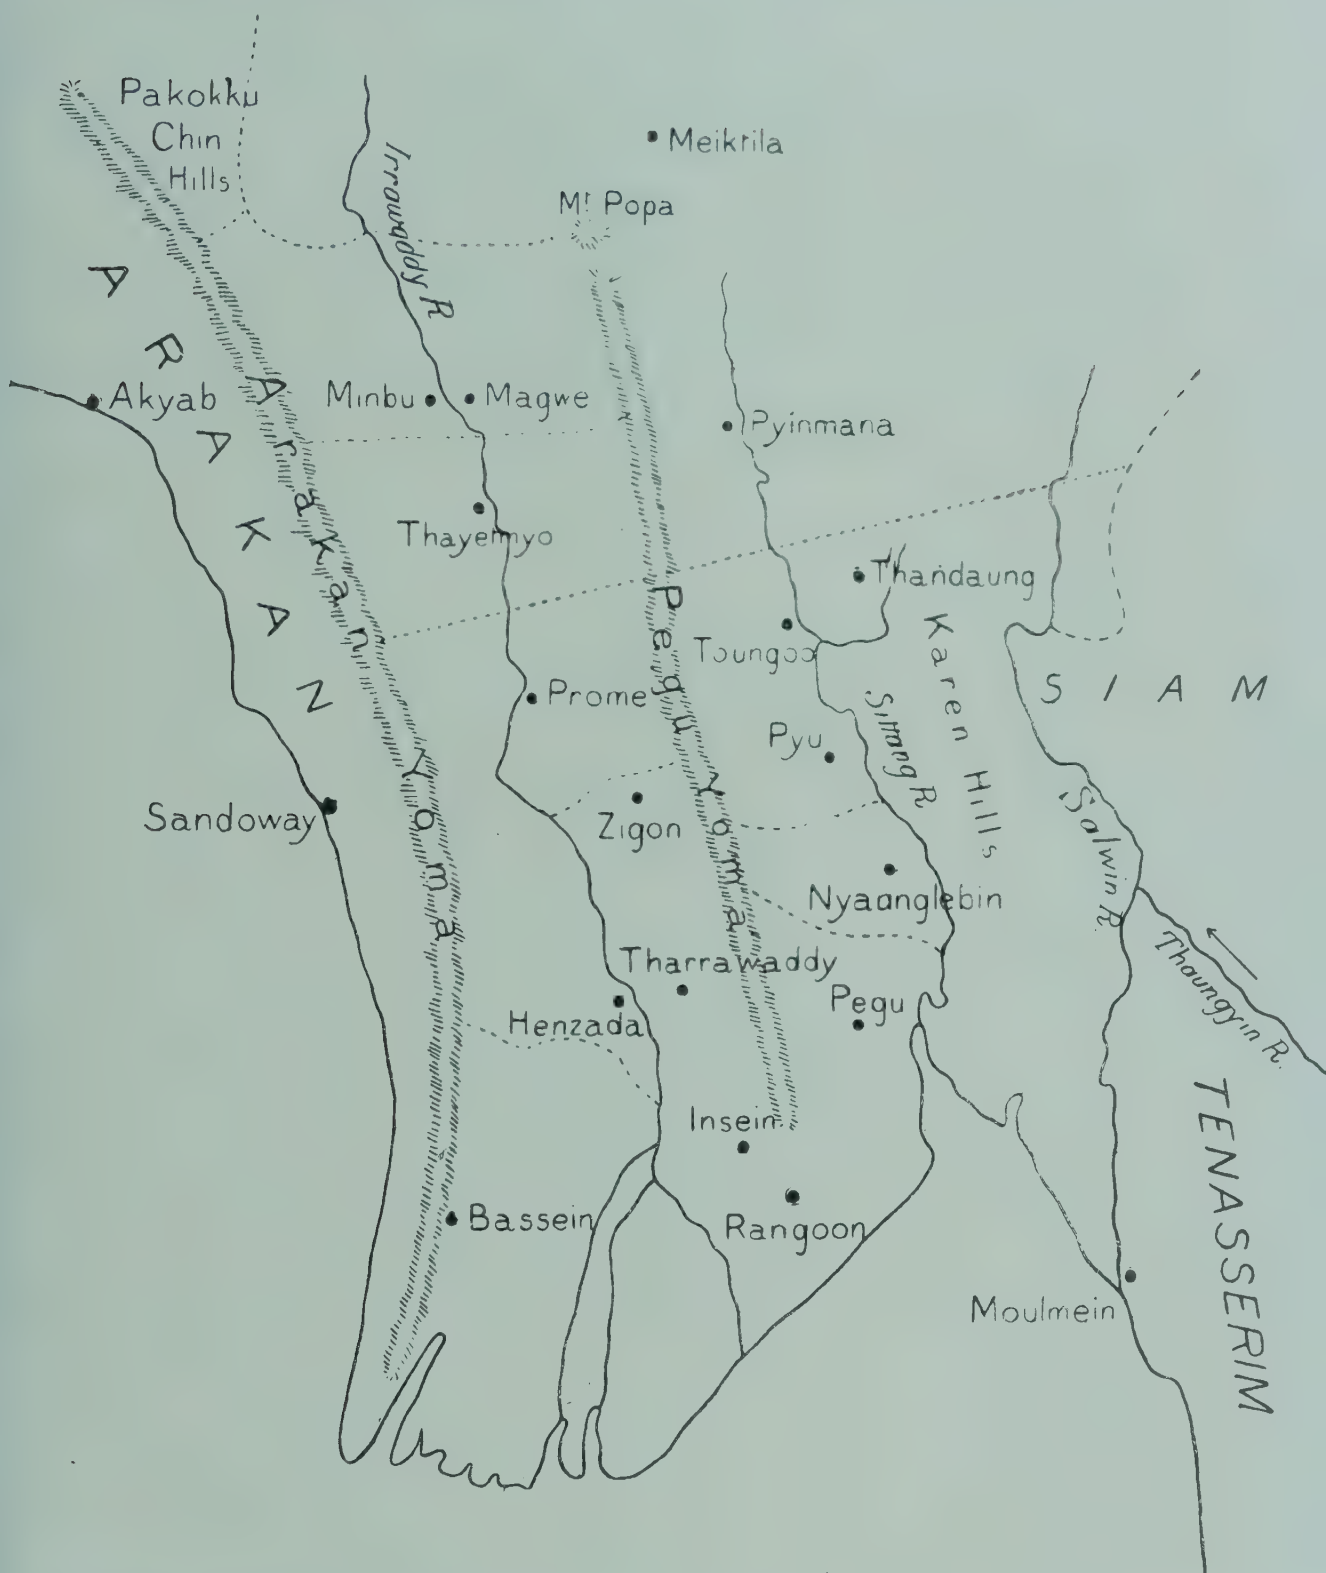 Pakokku
Chin
Hills
Meiktila
Mt Popa
Irrawaddy R
ARAKAN
Akyab
Minbu
Magwe
Pyinmana
Arakan Yoma
Thayetmyo
Thandaung
Pegu Yoma
Toungoo
Karen Hills
SIAM
Prome
Sittang R
Pyu
Sandoway
Zigon
Salwin R.
Nyaunglebin
Thaungyin R.
Tharrawaddy
Pegu
Henzada
TENASSERIM
Insein
Bassein
Rangoon
Moulmein